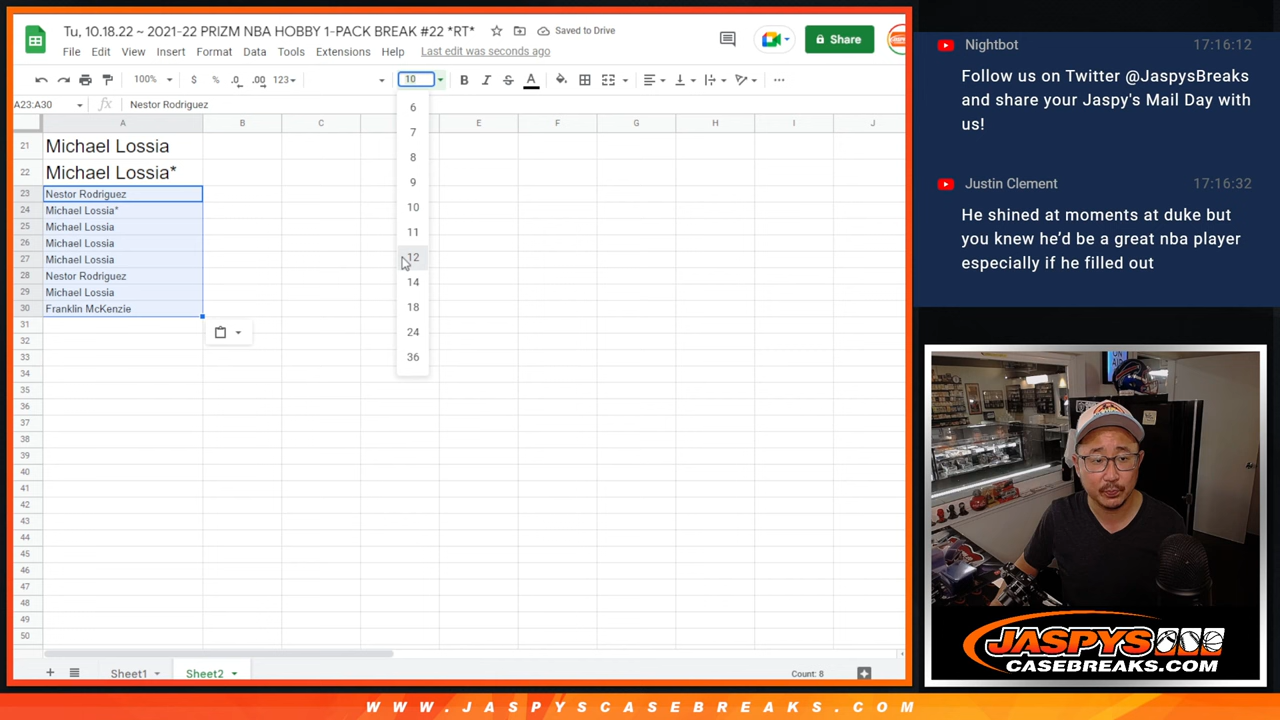 Tu, 10.18.22 ~ 2021-22 PRIZM NBA HOBBY 1-PACK BREAK #22 *RT*
Saved to Drive
File Edit View Insert Format Data Tools Extensions Help Last edit was seconds ago
Share
100% $ % .0 .00 123 10 B I S A
A23:A30 fx Nestor Rodriguez
A B C E F G H I J
21 Michael Lossia
22 Michael Lossia*
23 Nestor Rodriguez
24 Michael Lossia*
25 Michael Lossia
26 Michael Lossia
27 Michael Lossia
28 Nestor Rodriguez
29 Michael Lossia
30 Franklin McKenzie
31
32
33
34
35
36
37
38
39
40
41
42
43
44
45
46
47
48
49
50
6
7
8
9
10
11
12
14
18
24
36
Sheet1 Sheet2 Count: 8
Nightbot 17:16:12
Follow us on Twitter @JaspysBreaks
and share your Jaspy's Mail Day with
us!
Justin Clement 17:16:32
He shined at moments at duke but
you knew he'd be a great nba player
especially if he filled out
JASPYS
CASEBREAKS.COM
WWW.JASPYSCASEBREAKS.COM